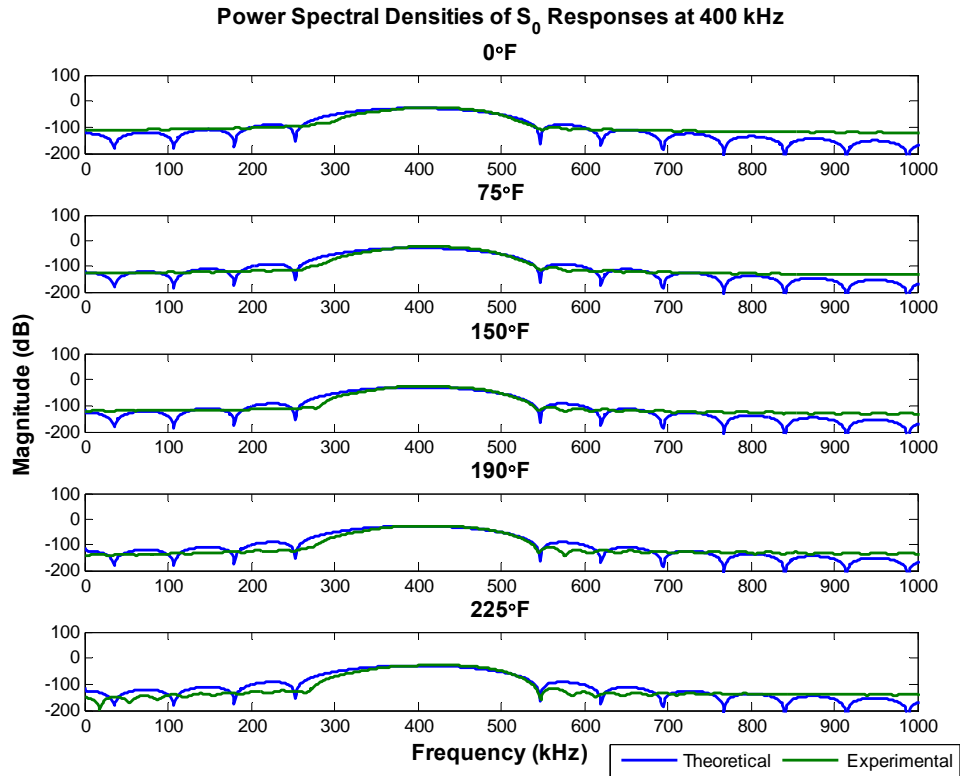 Power Spectral Densities of S0 Responses at 400 kHz
0°F
100
0
-100
-200
0 100 200 300 400 500 600 700 800 900 1000
75°F
100
0
-100
-200
0 100 200 300 400 500 600 700 800 900 1000
150°F
100
0
-100
-200
0 100 200 300 400 500 600 700 800 900 1000
190°F
100
0
-100
-200
0 100 200 300 400 500 600 700 800 900 1000
225°F
100
0
-100
-200
0 100 200 300 400 500 600 700 800 900 1000
Magnitude (dB)
Frequency (kHz)
Theoretical Experimental